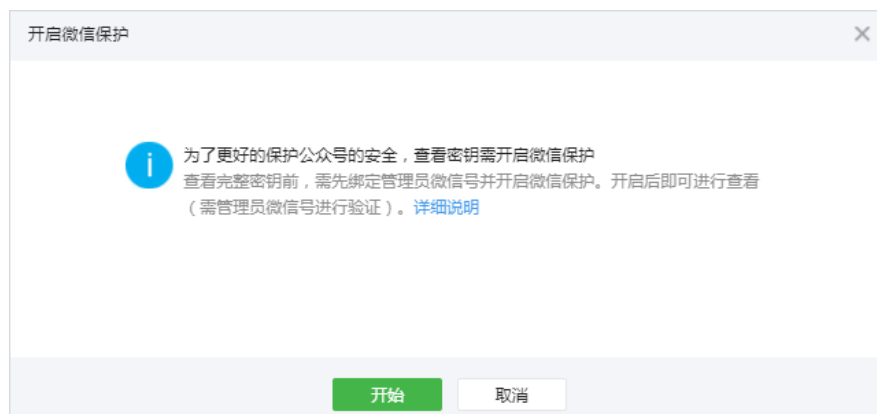 开启微信保护
为了更好的保护公众号的安全，查看密钥需开启微信保护
查看完整密钥前，需先绑定管理员微信号并开启微信保护。开启后即可进行查看
（需管理员微信号进行验证）。详细说明
开始
取消